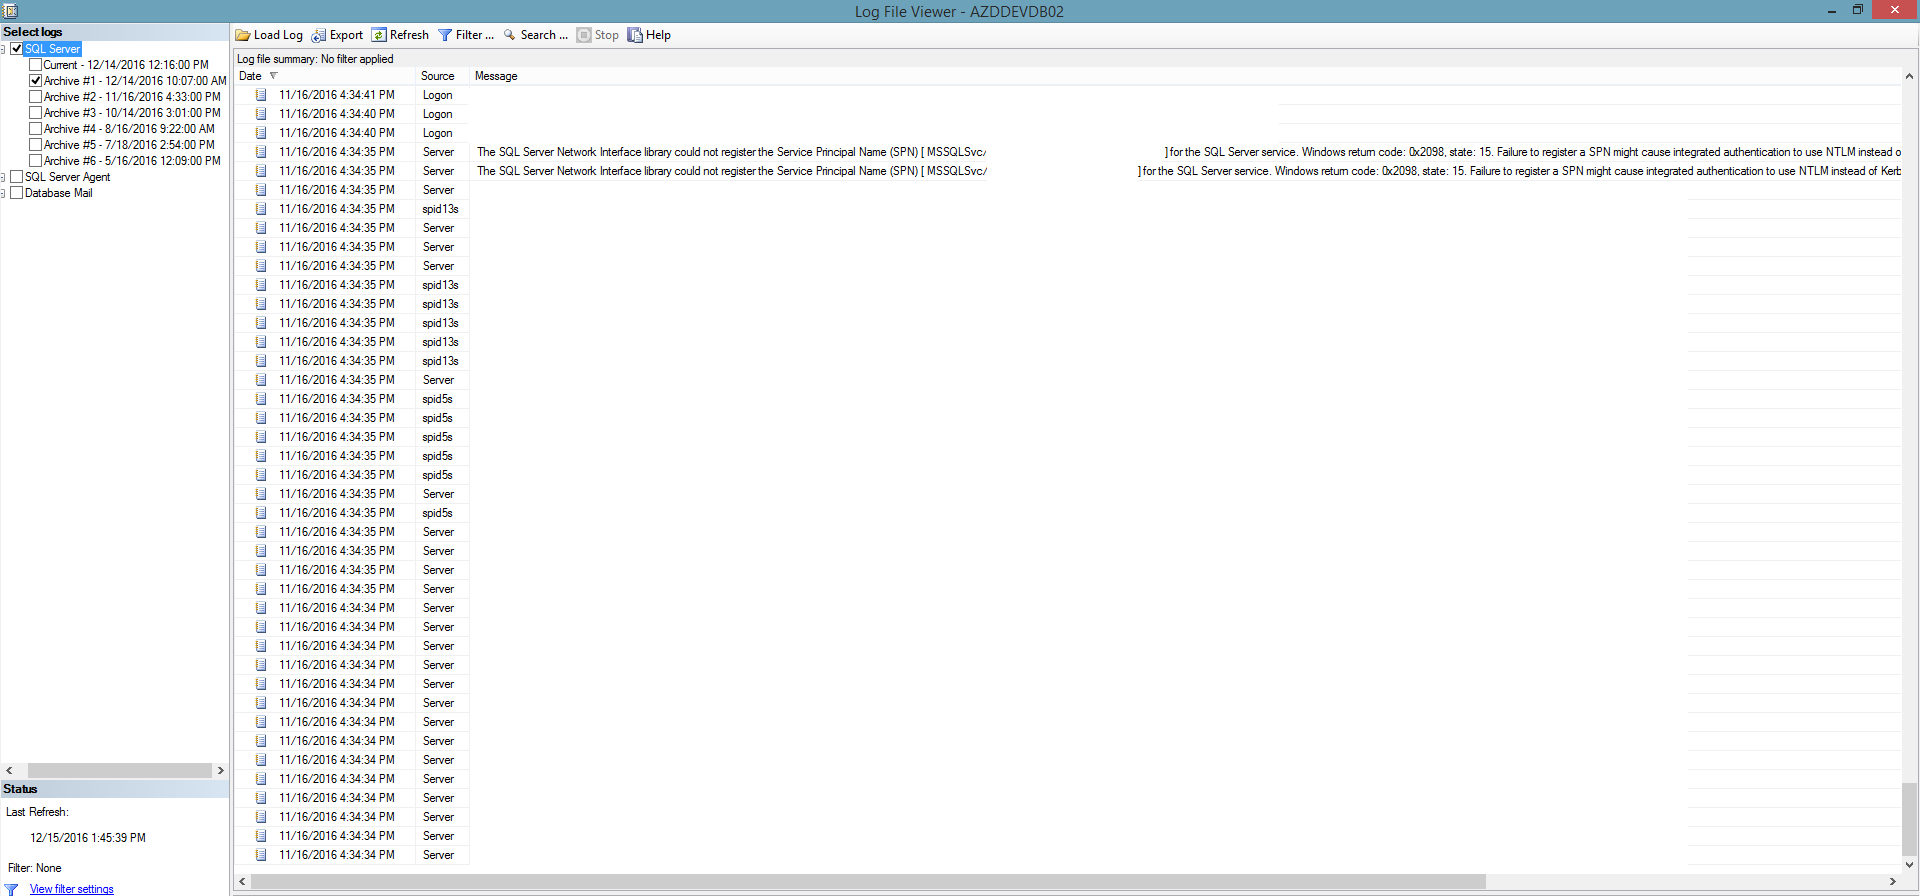 Log File Viewer - AZDDEVDB02
Select logs
SQL Server
Current - 12/14/2016 12:16:00 PM
Archive #1 - 12/14/2016 10:07:00 AM
Archive #2 - 11/16/2016 4:33:00 PM
Archive #3 - 10/14/2016 3:01:00 PM
Archive #4 - 8/16/2016 9:22:00 AM
Archive #5 - 7/18/2016 2:54:00 PM
Archive #6 - 5/16/2016 12:09:00 PM
SQL Server Agent
Database Mail
Status
Last Refresh:
12/15/2016 1:45:39 PM
Filter: None
View filter settings
Load Log Export Refresh Filter ... Search ... Stop Help
Log file summary: No filter applied
Date Source Message
11/16/2016 4:34:41 PM Logon
11/16/2016 4:34:40 PM Logon
11/16/2016 4:34:40 PM Logon
11/16/2016 4:34:35 PM Server The SQL Server Network Interface library could not register the Service Principal Name (SPN) [ MSSQLSvc/ ] for the SQL Server service. Windows return code: 0x2098, state: 15. Failure to register a SPN might cause integrated authentication to use NTLM instead o
11/16/2016 4:34:35 PM Server The SQL Server Network Interface library could not register the Service Principal Name (SPN) [ MSSQLSvc/ ] for the SQL Server service. Windows return code: 0x2098, state: 15. Failure to register a SPN might cause integrated authentication to use NTLM instead of Kerb
11/16/2016 4:34:35 PM Server
11/16/2016 4:34:35 PM spid13s
11/16/2016 4:34:35 PM Server
11/16/2016 4:34:35 PM Server
11/16/2016 4:34:35 PM Server
11/16/2016 4:34:35 PM spid13s
11/16/2016 4:34:35 PM spid13s
11/16/2016 4:34:35 PM spid13s
11/16/2016 4:34:35 PM spid13s
11/16/2016 4:34:35 PM spid13s
11/16/2016 4:34:35 PM Server
11/16/2016 4:34:35 PM spid5s
11/16/2016 4:34:35 PM spid5s
11/16/2016 4:34:35 PM spid5s
11/16/2016 4:34:35 PM spid5s
11/16/2016 4:34:35 PM spid5s
11/16/2016 4:34:35 PM Server
11/16/2016 4:34:35 PM spid5s
11/16/2016 4:34:35 PM Server
11/16/2016 4:34:35 PM Server
11/16/2016 4:34:35 PM Server
11/16/2016 4:34:35 PM Server
11/16/2016 4:34:34 PM Server
11/16/2016 4:34:34 PM Server
11/16/2016 4:34:34 PM Server
11/16/2016 4:34:34 PM Server
11/16/2016 4:34:34 PM Server
11/16/2016 4:34:34 PM Server
11/16/2016 4:34:34 PM Server
11/16/2016 4:34:34 PM Server
11/16/2016 4:34:34 PM Server
11/16/2016 4:34:34 PM Server
11/16/2016 4:34:34 PM Server
11/16/2016 4:34:34 PM Server
11/16/2016 4:34:34 PM Server
11/16/2016 4:34:34 PM Server